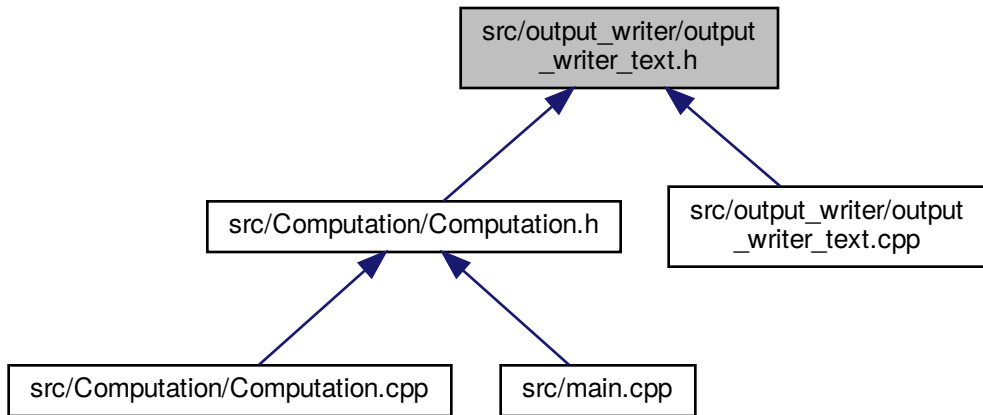 src/output_writer/output
_writer_text.h
src/Computation/Computation.h
src/output_writer/output
_writer_text.cpp
src/Computation/Computation.cpp
src/main.cpp